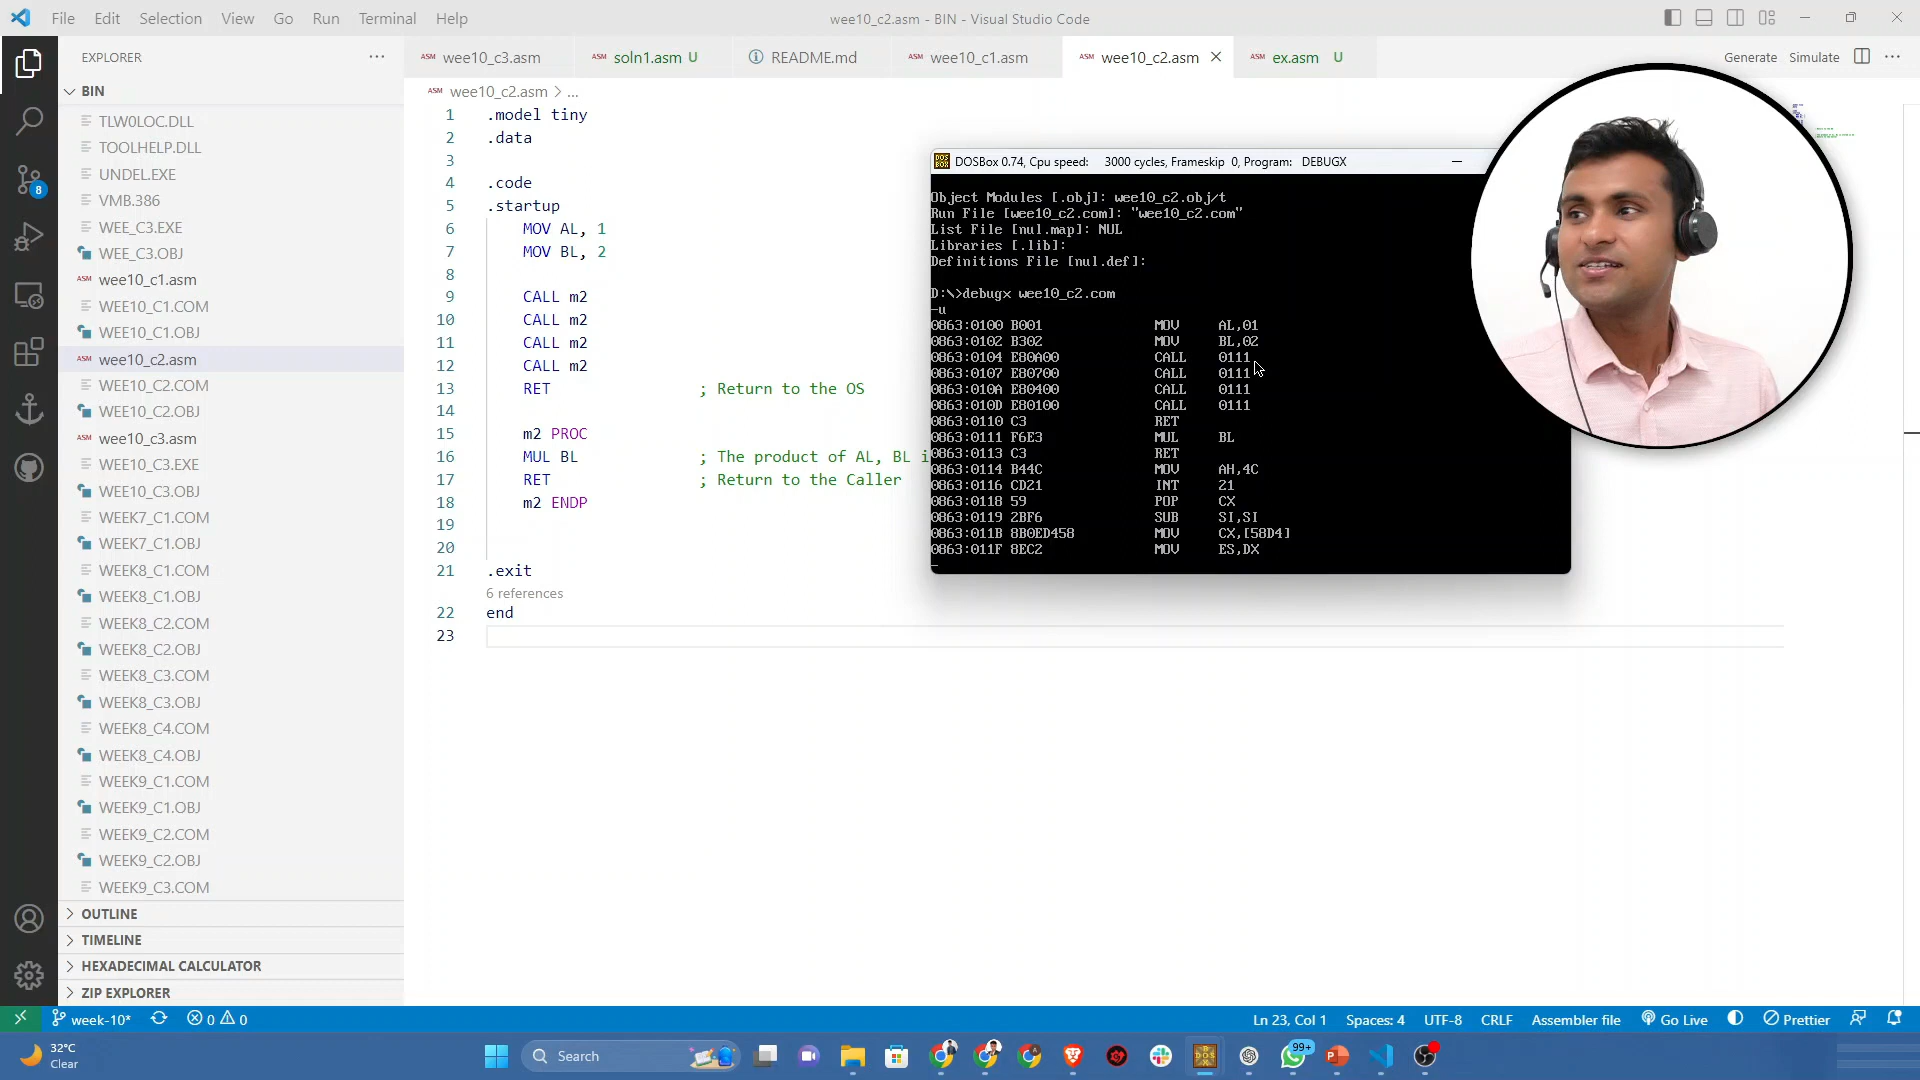 File Edit Selection View Go Run Terminal Help
wee10_c2.asm - BIN - Visual Studio Code
EXPLORER
BIN
TLW0LOC.DLL
TOOLHELP.DLL
UNDEL.EXE
VMB.386
WEE_C3.EXE
WEE_C3.OBJ
ASM wee10_c1.asm
WEE10_C1.COM
WEE10_C1.OBJ
ASM wee10_c2.asm
WEE10_C2.COM
WEE10_C2.OBJ
ASM wee10_c3.asm
WEE10_C3.EXE
WEE10_C3.OBJ
WEEK7_C1.COM
WEEK7_C1.OBJ
WEEK8_C1.COM
WEEK8_C1.OBJ
WEEK8_C2.COM
WEEK8_C2.OBJ
WEEK8_C3.COM
WEEK8_C3.OBJ
WEEK8_C4.COM
WEEK8_C4.OBJ
WEEK9_C1.COM
WEEK9_C1.OBJ
WEEK9_C2.COM
WEEK9_C2.OBJ
WEEK9_C3.COM
OUTLINE
TIMELINE
HEXADECIMAL CALCULATOR
ZIP EXPLORER
8
ASM wee10_c3.asm ASM soln1.asm U README.md ASM wee10_c1.asm ASM wee10_c2.asm ASM ex.asm U
Generate Simulate
ASM wee10_c2.asm > ...
1 .model tiny
2 .data
3
4 .code
5 .startup
6 MOV AL, 1
7 MOV BL, 2
8
9 CALL m2
10 CALL m2
11 CALL m2
12 CALL m2
13 RET ; Return to the OS
14
15 m2 PROC
16 MUL BL ; The product of AL, BL i
17 RET ; Return to the Caller
18 m2 ENDP
19
20
21 .exit
6 references
22 end
23
DOSBox 0.74, Cpu speed: 3000 cycles, Frameskip 0, Program: DEBUGX
Object Modules [.obj]: wee10_c2.obj/t
Run File [wee10_c2.com]: "wee10_c2.com"
List File [nul.map]: NUL
Libraries [.lib]:
Definitions File [nul.def]:
D:\>debugx wee10_c2.com
-u
0863:0100 B001 MOV AL,01
0863:0102 B302 MOV BL,02
0863:0104 E80A00 CALL 0111
0863:0107 E80700 CALL 0111
0863:010A E80400 CALL 0111
0863:010D E80100 CALL 0111
0863:0110 C3 RET
0863:0111 F6E3 MUL BL
0863:0113 C3 RET
0863:0114 B44C MOV AH,4C
0863:0116 CD21 INT 21
0863:0118 59 POP CX
0863:0119 2BF6 SUB SI,SI
0863:011B 8B0ED458 MOV CX,[58D4]
0863:011F 8EC2 MOV ES,DX
-
week-10* 0 0
Ln 23, Col 1 Spaces: 4 UTF-8 CRLF Assembler file Go Live Prettier
32°C
Clear
Search
99+